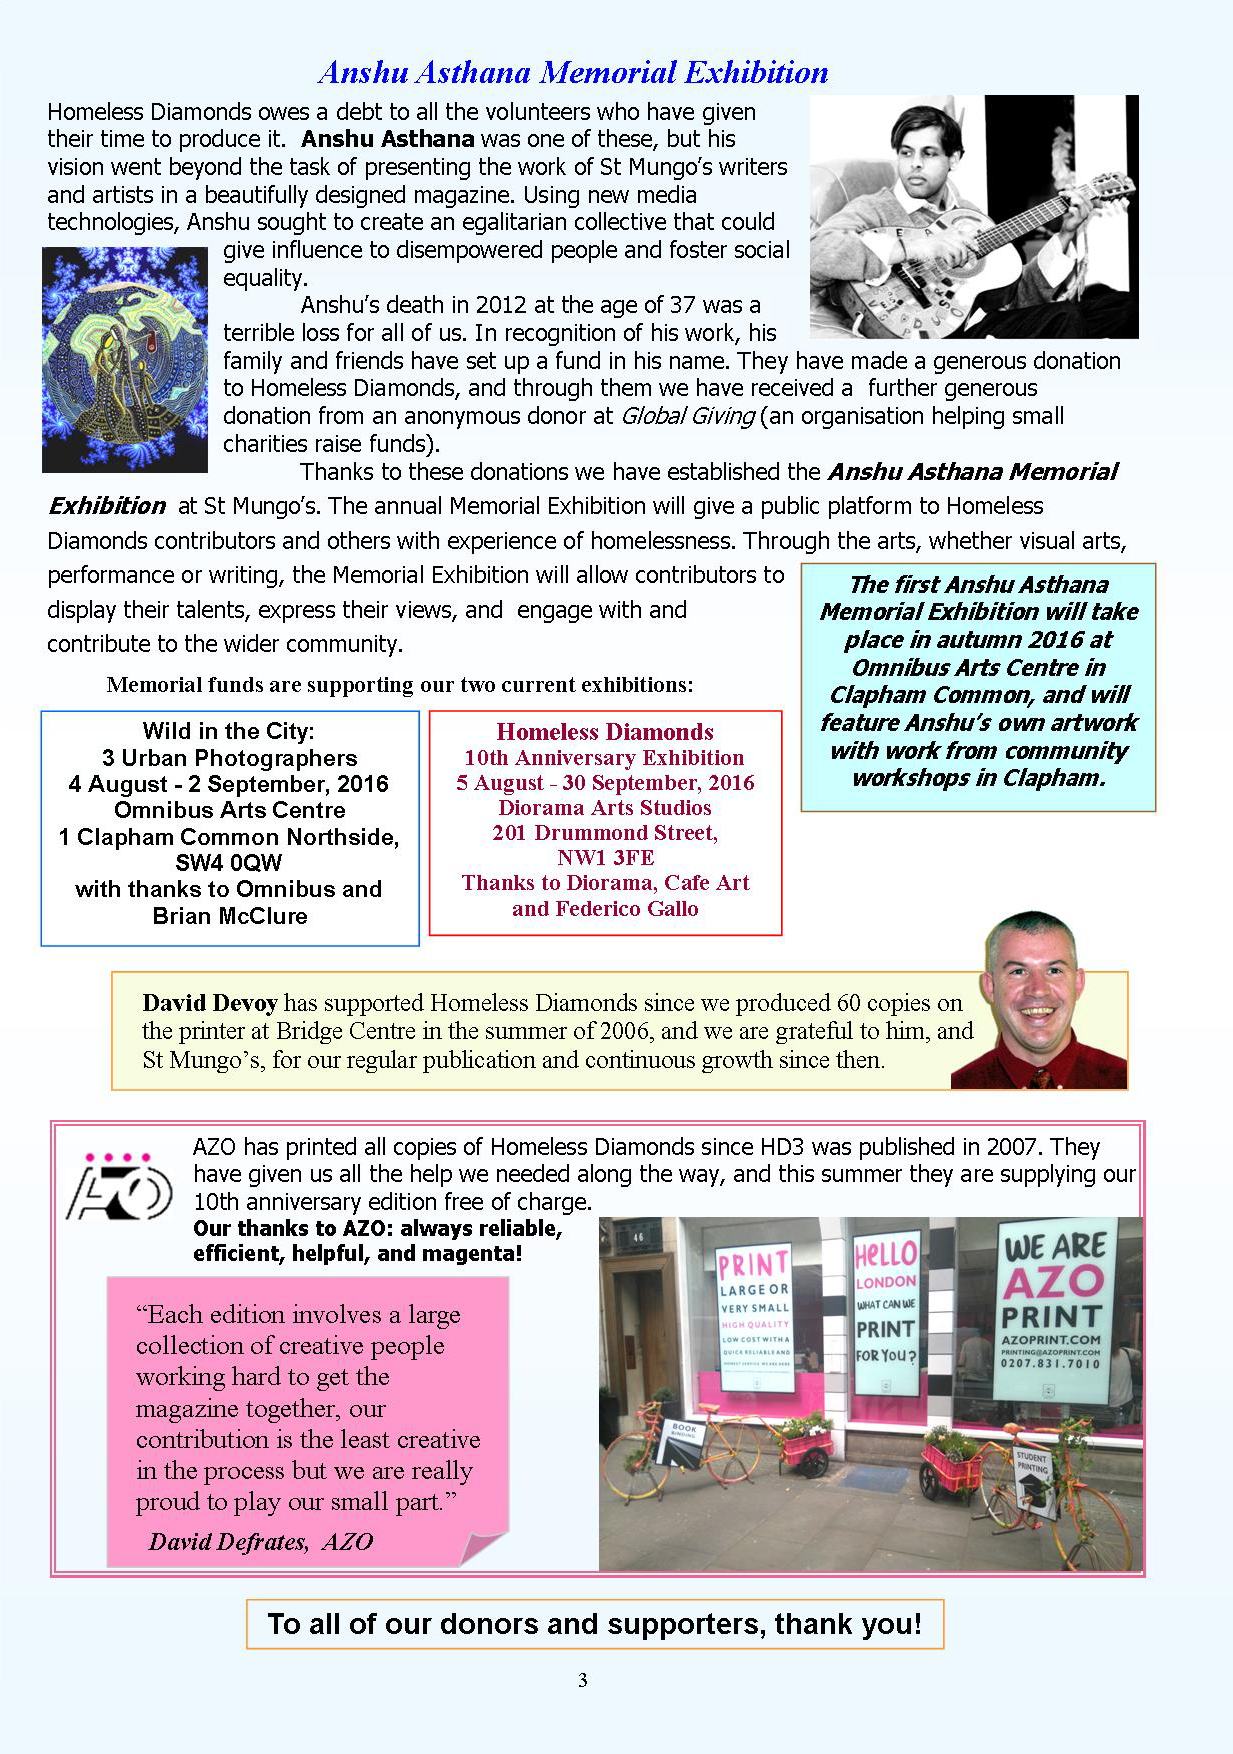 Anshu Asthana Memorial Exhibition
Homeless Diamonds owes a debt to all the volunteers who have given
their time to produce it.  Anshu Asthana was one of these, but his
vision went beyond the task of presenting the work of St Mungo's writers
and artists in a beautifully designed magazine. Using new media
technologies, Anshu sought to create an egalitarian collective that could
give influence to disempowered people and foster social
equality.
Anshu's death in 2012 at the age of 37 was a
terrible loss for all of us. In recognition of his work, his
family and friends have set up a fund in his name. They have made a generous donation
to Homeless Diamonds, and through them we have received a  further generous
donation from an anonymous donor at Global Giving (an organisation helping small
charities raise funds).
Thanks to these donations we have established the Anshu Asthana Memorial
Exhibition  at St Mungo's. The annual Memorial Exhibition will give a public platform to Homeless
Diamonds contributors and others with experience of homelessness. Through the arts, whether visual arts,
performance or writing, the Memorial Exhibition will allow contributors to
display their talents, express their views, and  engage with and
contribute to the wider community.
The first Anshu Asthana
Memorial Exhibition will take
place in autumn 2016 at
Omnibus Arts Centre in
Clapham Common, and will
feature Anshu's own artwork
with work from community
workshops in Clapham.
Memorial funds are supporting our two current exhibitions:
Wild in the City:
3 Urban Photographers
4 August - 2 September, 2016
Omnibus Arts Centre
1 Clapham Common Northside,
SW4 0QW
with thanks to Omnibus and
Brian McClure
Homeless Diamonds
10th Anniversary Exhibition
5 August - 30 September, 2016
Diorama Arts Studios
201 Drummond Street,
NW1 3FE
Thanks to Diorama, Cafe Art
and Federico Gallo
David Devoy has supported Homeless Diamonds since we produced 60 copies on
the printer at Bridge Centre in the summer of 2006, and we are grateful to him, and
St Mungo's, for our regular publication and continuous growth since then.
AZO
AZO has printed all copies of Homeless Diamonds since HD3 was published in 2007. They
have given us all the help we needed along the way, and this summer they are supplying our
10th anniversary edition free of charge.
Our thanks to AZO: always reliable,
efficient, helpful, and magenta!
"Each edition involves a large
collection of creative people
working hard to get the
magazine together, our
contribution is the least creative
in the process but we are really
proud to play our small part."
David Defrates,  AZO
46
PRINT
LARGE OR
VERY SMALL
HIGH QUALITY
LOW COST WITH A
QUICK RELIABLE AND
HONEST SERVICE WE ARE HERE
HELLO
LONDON
WHAT CAN WE
PRINT
FOR YOU?
WE ARE
AZO
PRINT
AZOPRINT.COM
PRINTING@AZOPRINT.COM
0207.831.7010
BOOK
BINDING
STUDENT
PRINTING
To all of our donors and supporters, thank you!
3